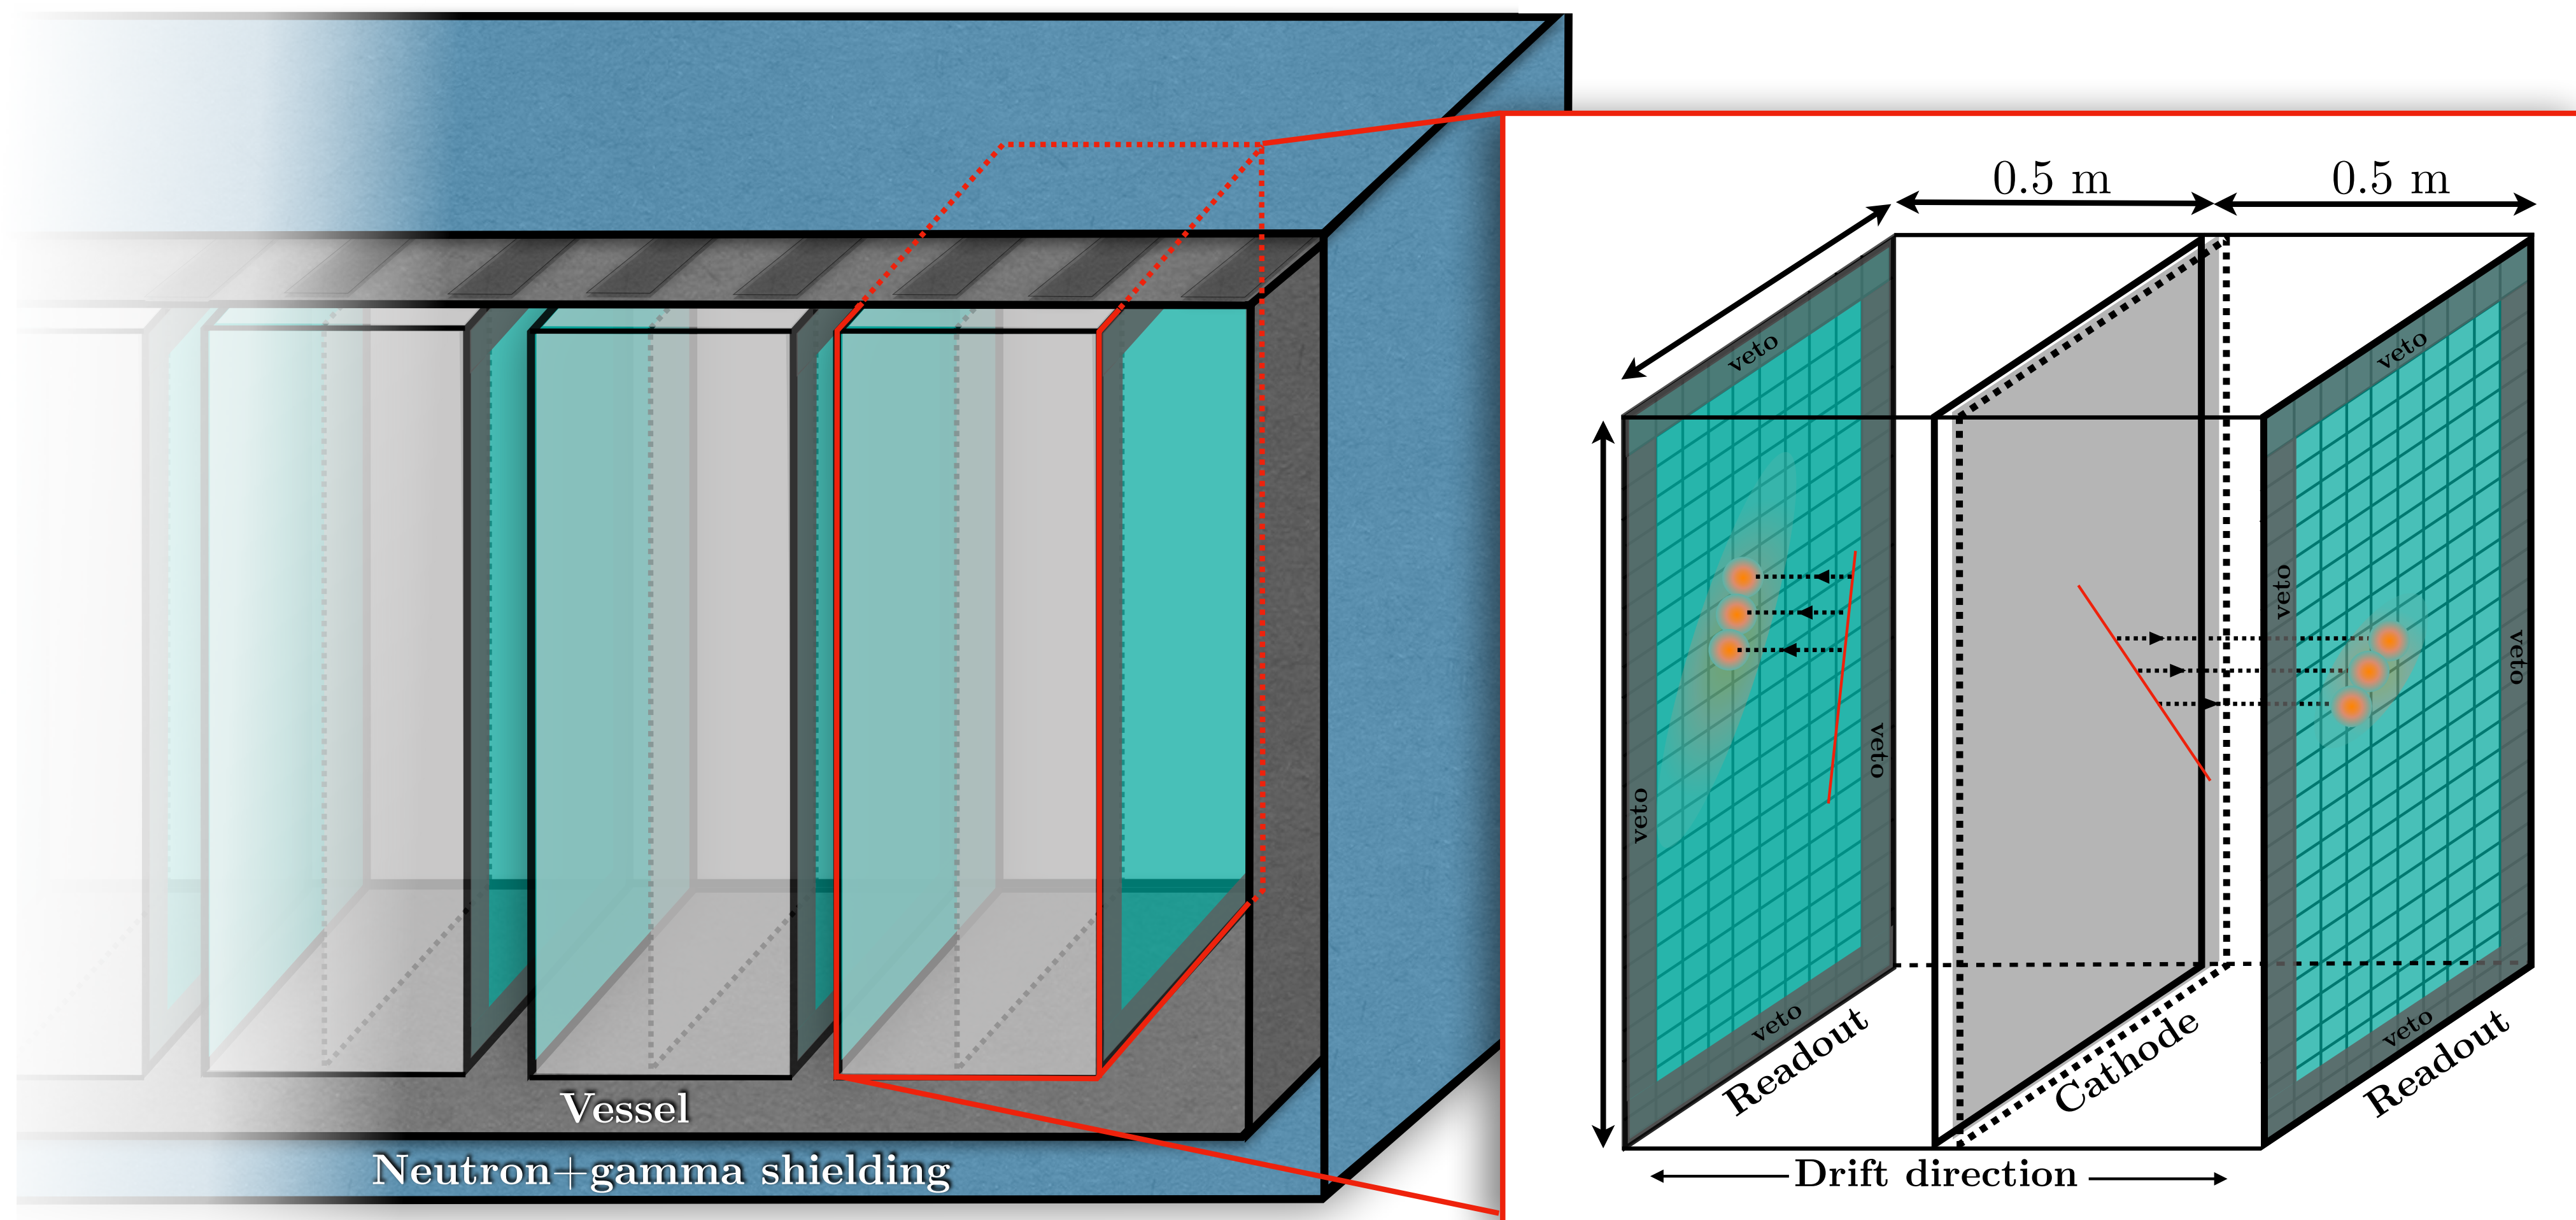 Vessel
Neutron+gamma shielding
0.5 m
0.5 m
veto
veto
veto
veto
veto
veto
veto
veto
Readout
Cathode
Readout
Drift direction